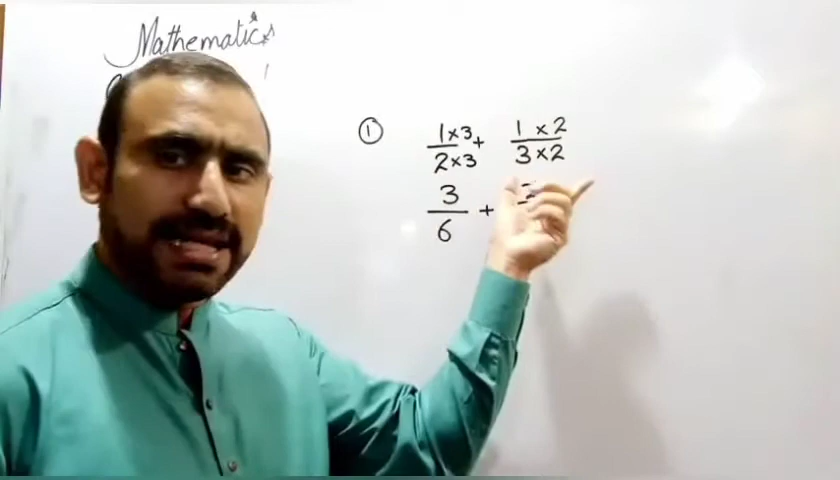 Mathematics
① 1×3/2×3 + 1×2/3×2
3/6 +